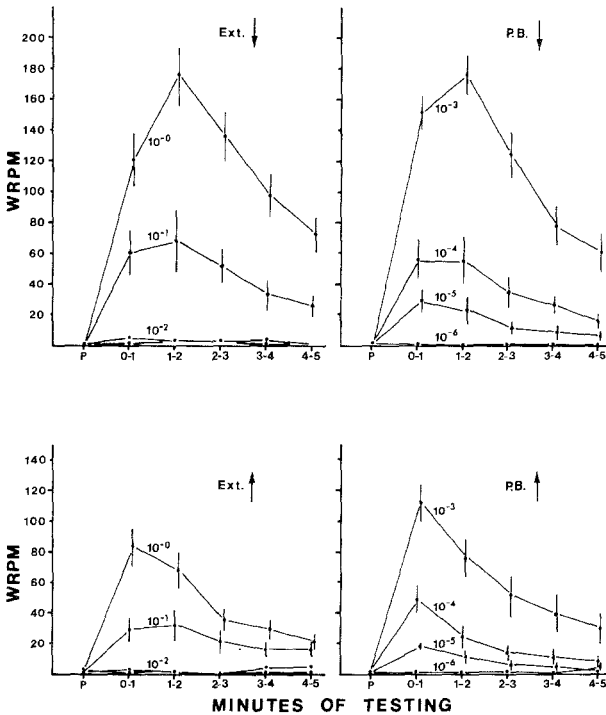 Ext. ↓
P.B. ↓
WRPM
200
180
160
140
120
100
80
60
40
20
10⁻⁰
10⁻¹
10⁻²
10⁻³
10⁻⁴
10⁻⁵
10⁻⁶
P 0-1 1-2 2-3 3-4 4-5
P 0-1 1-2 2-3 3-4 4-5
Ext. ↑
P.B. ↑
WRPM
140
120
100
80
60
40
20
10⁻⁰
10⁻¹
10⁻²
10⁻³
10⁻⁴
10⁻⁵
10⁻⁶
P 0-1 1-2 2-3 3-4 4-5
P 0-1 1-2 2-3 3-4 4-5
MINUTES OF TESTING